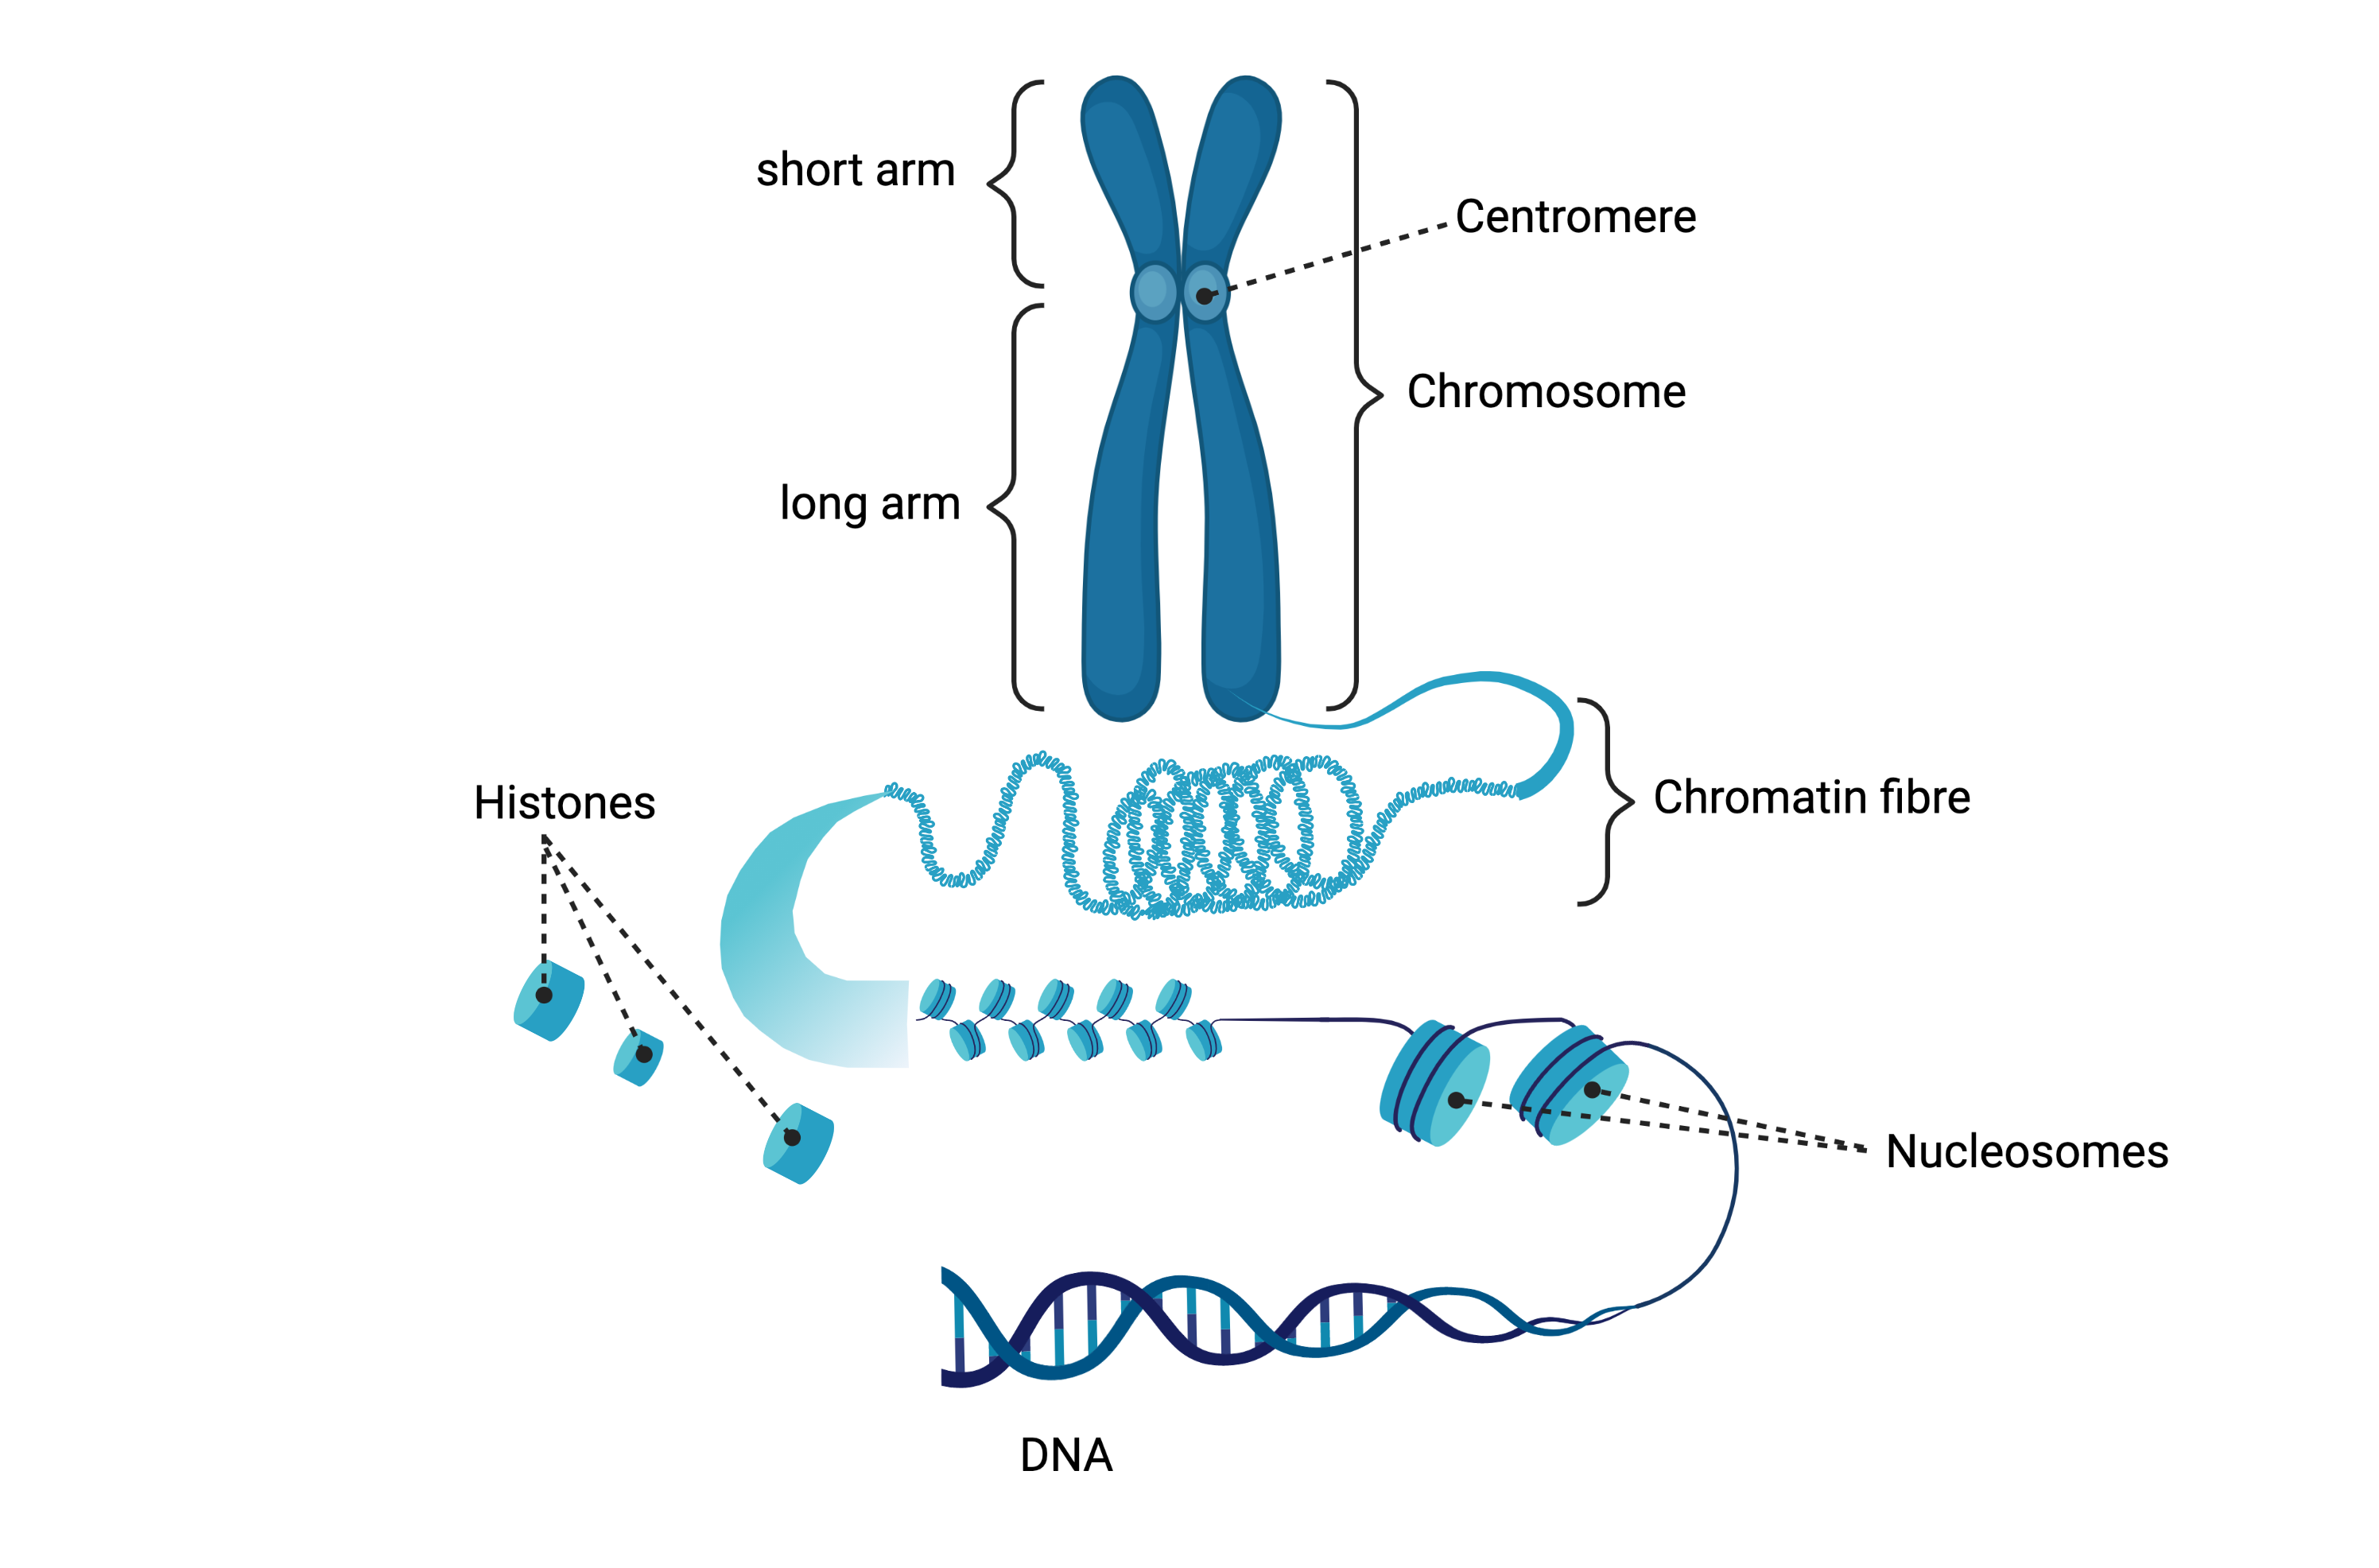 short arm
Centromere
Chromosome
long arm
Histones
Chromatin fibre
Nucleosomes
DNA